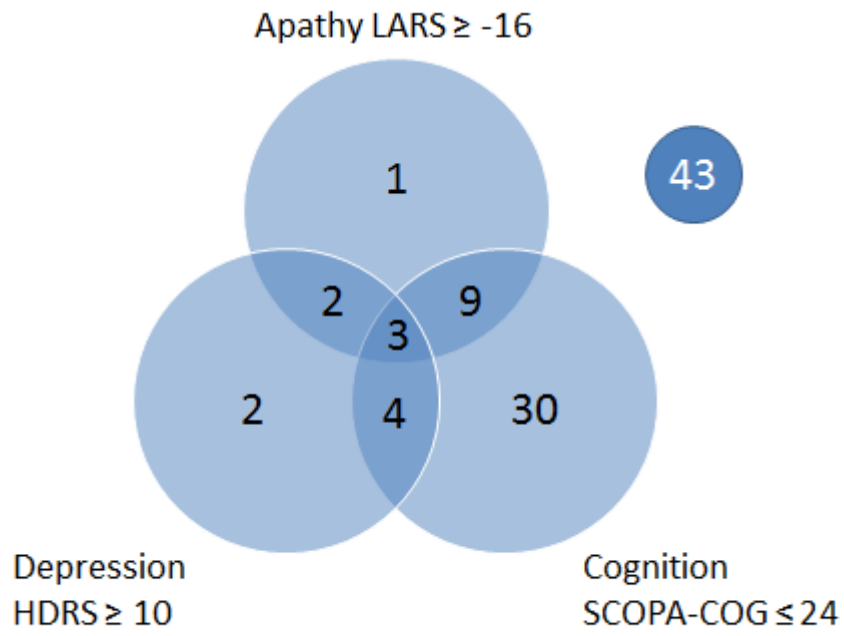 Apathy LARS ≥ -16
1
43
2
9
3
2
4
30
Depression
HDRS ≥ 10
Cognition
SCOPA-COG ≤ 24